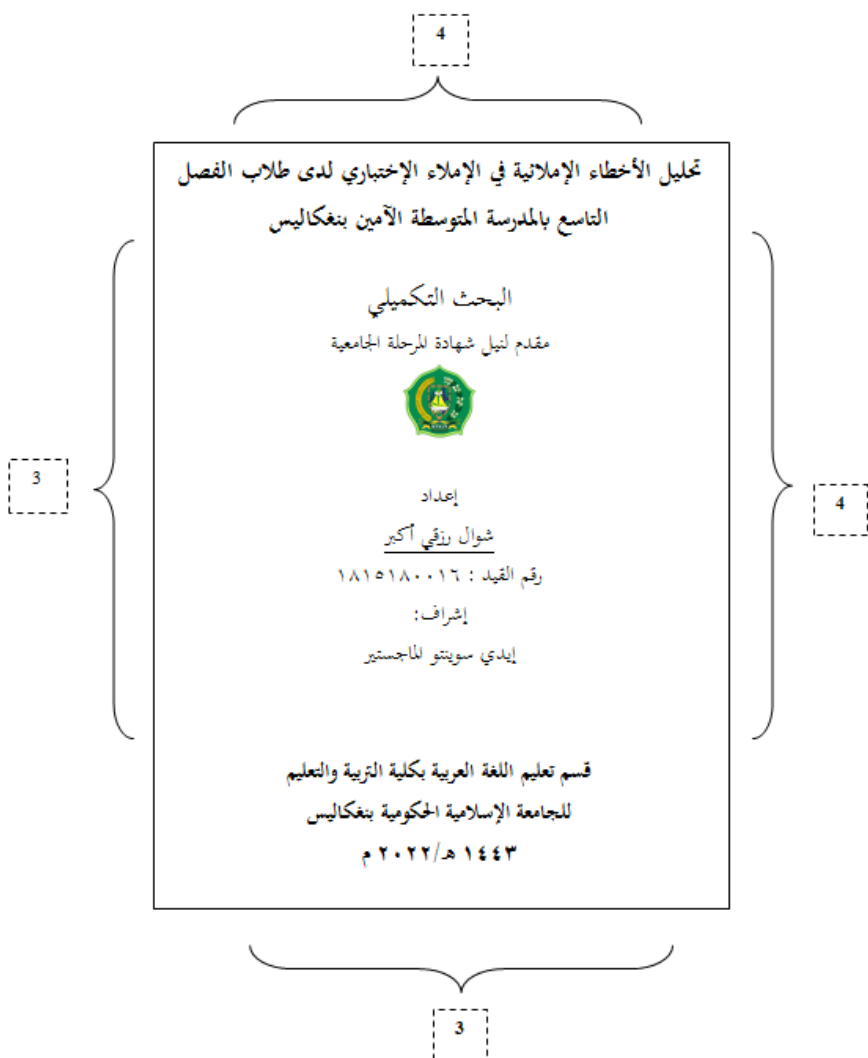 4
تحليل الأخطاء الإملائية في الإملاء الإختباري لدى طلاب الفصل
التاسع بالمدرسة المتوسطة الآمين بنغكاليس
البحث التكميلي
مقدم لنيل شهادة المرحلة الجامعية
4
3
إعداد
شوال رزقي أكبر
رقم القيد : ١٨١٥١٨٠٠١٦
إشراف:
إيدي سوينتو الماجستير
قسم تعليم اللغة العربية بكلية التربية والتعليم
للجامعة الإسلامية الحكومية بنغكاليس
١٤٤٣ هـ/٢٠٢٢ م
3